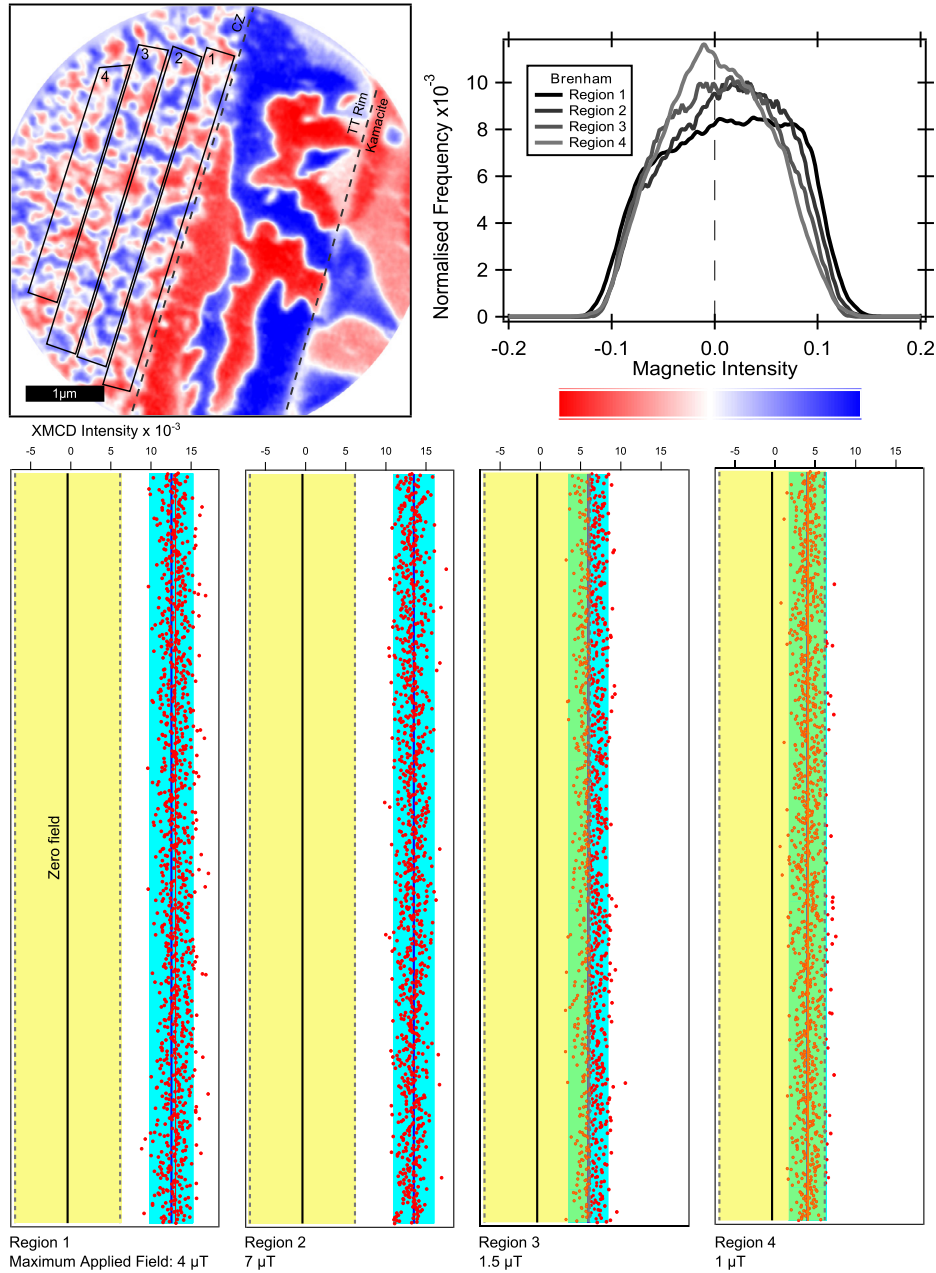 CZ
1
2
3
4
TT Rim
Kamacite
1µm
Normalised Frequency x10-3
10
8
6
4
2
0
Brenham
Region 1
Region 2
Region 3
Region 4
-0.2 -0.1 0.0 0.1 0.2
Magnetic Intensity
XMCD Intensity x 10-3
-5 0 5 10 15
-5 0 5 10 15
-5 0 5 10 15
-5 0 5 10 15
Zero field
Region 1
Maximum Applied Field: 4 µT
Region 2
7 µT
Region 3
1.5 µT
Region 4
1 µT